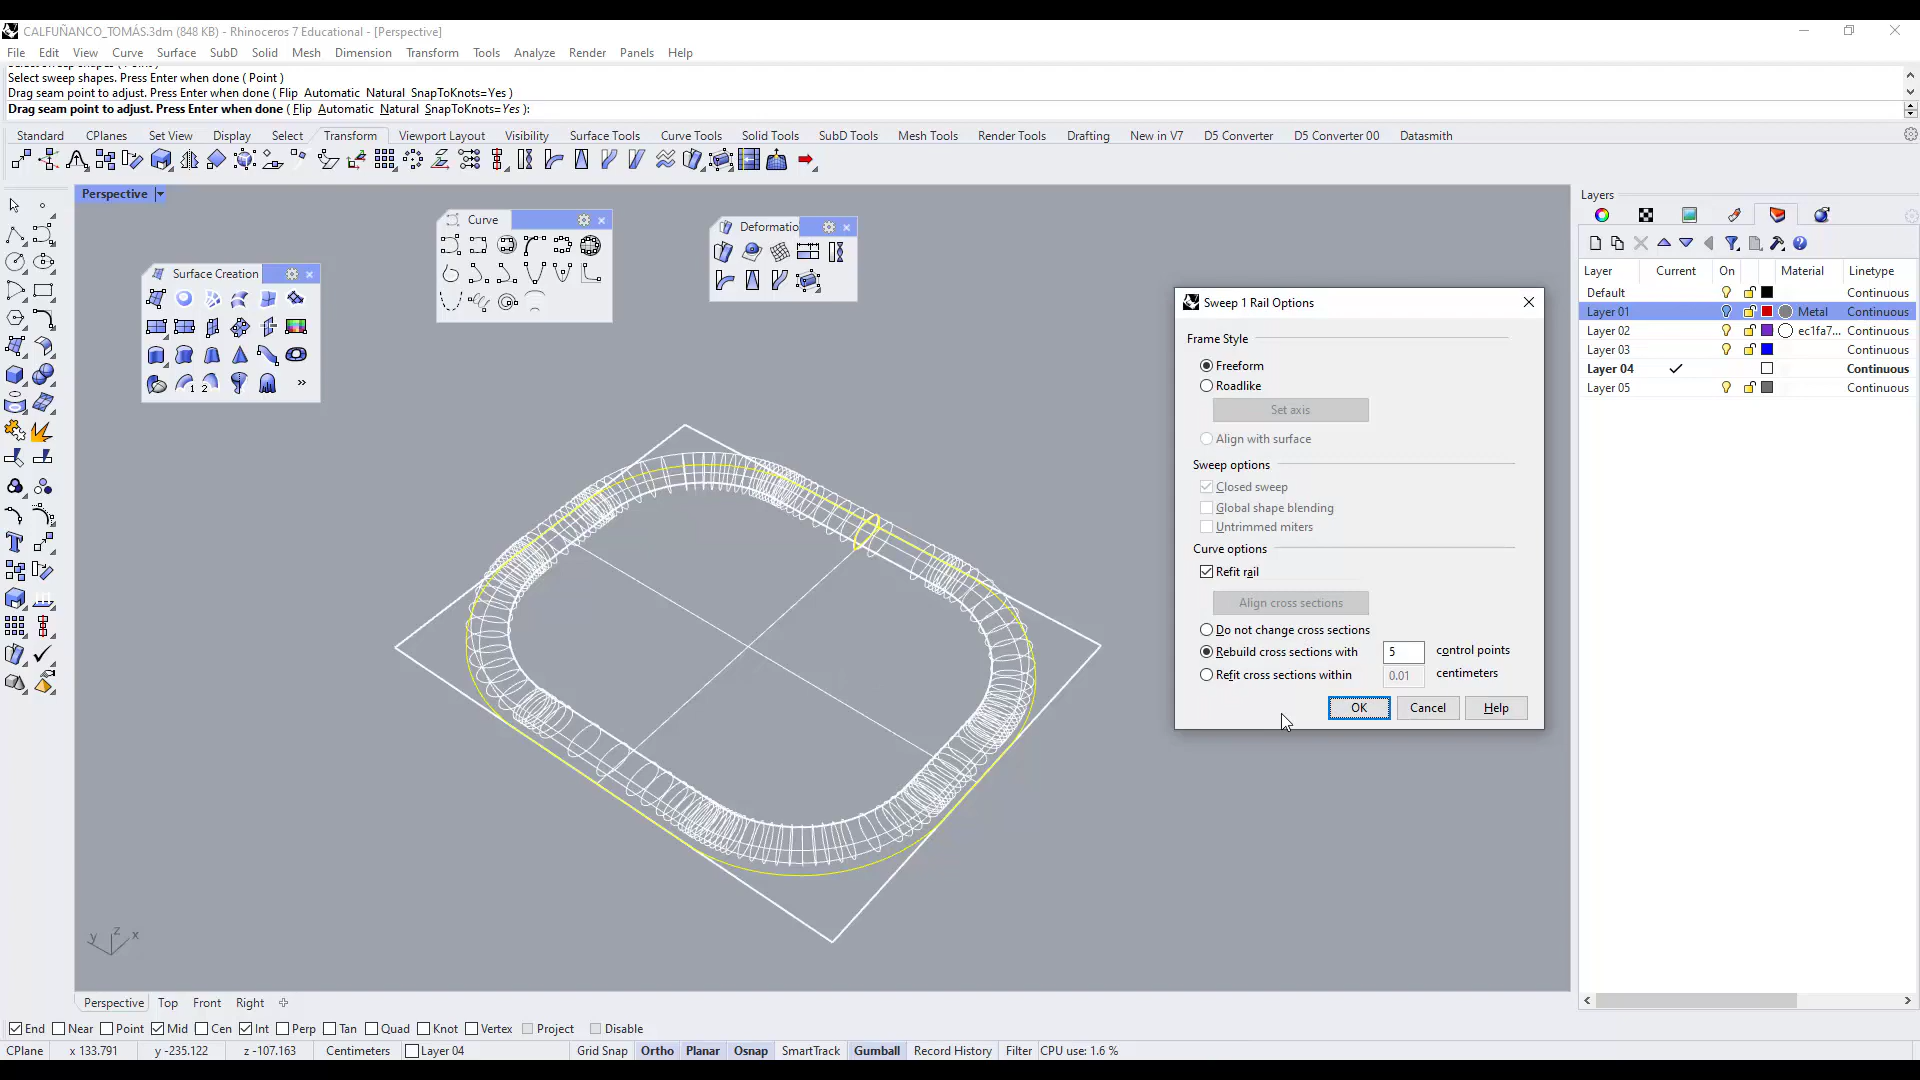 CALFUÑANCO_TOMÁS.3dm (848 KB) - Rhinoceros 7 Educational - [Perspective]
File Edit View Curve Surface SubD Solid Mesh Dimension Transform Tools Analyze Render Panels Help
Select sweep shapes. Press Enter when done ( Point )
Drag seam point to adjust. Press Enter when done ( Flip Automatic Natural SnapToKnots=Yes )
Drag seam point to adjust. Press Enter when done ( Flip Automatic Natural SnapToKnots=Yes ):
Standard CPlanes Set View Display Select Transform Viewport Layout Visibility Surface Tools Curve Tools Solid Tools SubD Tools Mesh Tools Render Tools Drafting New in V7 D5 Converter D5 Converter 00 Datasmith
Perspective
Curve
Deformatio
Surface Creation
1 2
Layers
Layer Current On Material Linetype
Default Continuous
Layer 01 Metal Continuous
Layer 02 ec1fa7... Continuous
Layer 03 Continuous
Layer 04 Continuous
Layer 05 Continuous
Sweep 1 Rail Options
Frame Style
Freeform
Roadlike
Set axis
Align with surface
Sweep options
Closed sweep
Global shape blending
Untrimmed miters
Curve options
Refit rail
Align cross sections
Do not change cross sections
Rebuild cross sections with 5 control points
Refit cross sections within 0.01 centimeters
OK Cancel Help
z
y x
Perspective Top Front Right
End Near Point Mid Cen Int Perp Tan Quad Knot Vertex Project Disable
CPlane x 133.791 y -235.122 z -107.163 Centimeters Layer 04 Grid Snap Ortho Planar Osnap SmartTrack Gumball Record History Filter CPU use: 1.6 %